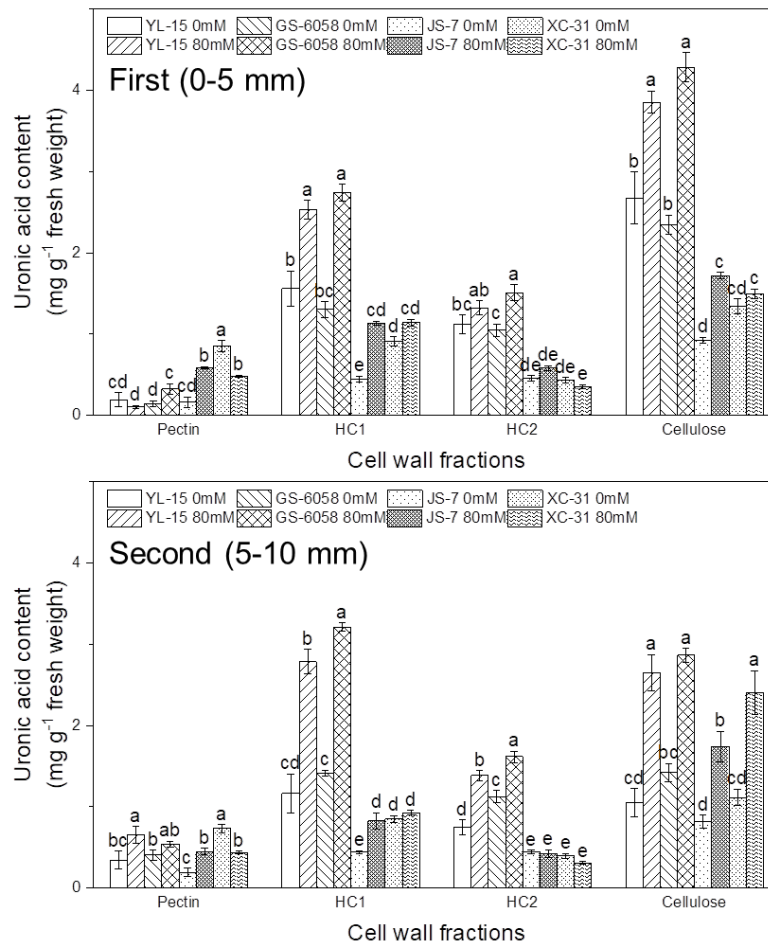 YL-15 0mM GS-6058 0mM JS-7 0mM XC-31 0mM
YL-15 80mM GS-6058 80mM JS-7 80mM XC-31 80mM
First (0-5 mm)
Uronic acid content
(mg g⁻¹ fresh weight)
4
2
0
cd d d c cd b a b
b a bc a e cd d cd
bc ab c a de de de e
b a b a d c cd c
Pectin HC1 HC2 Cellulose
Cell wall fractions
YL-15 0mM GS-6058 0mM JS-7 0mM XC-31 0mM
YL-15 80mM GS-6058 80mM JS-7 80mM XC-31 80mM
Second (5-10 mm)
Uronic acid content
(mg g⁻¹ fresh weight)
4
2
0
bc a b ab c b a b
cd b c a e d d d
d b c a e e e e
cd a bc a d b cd a
Pectin HC1 HC2 Cellulose
Cell wall fractions